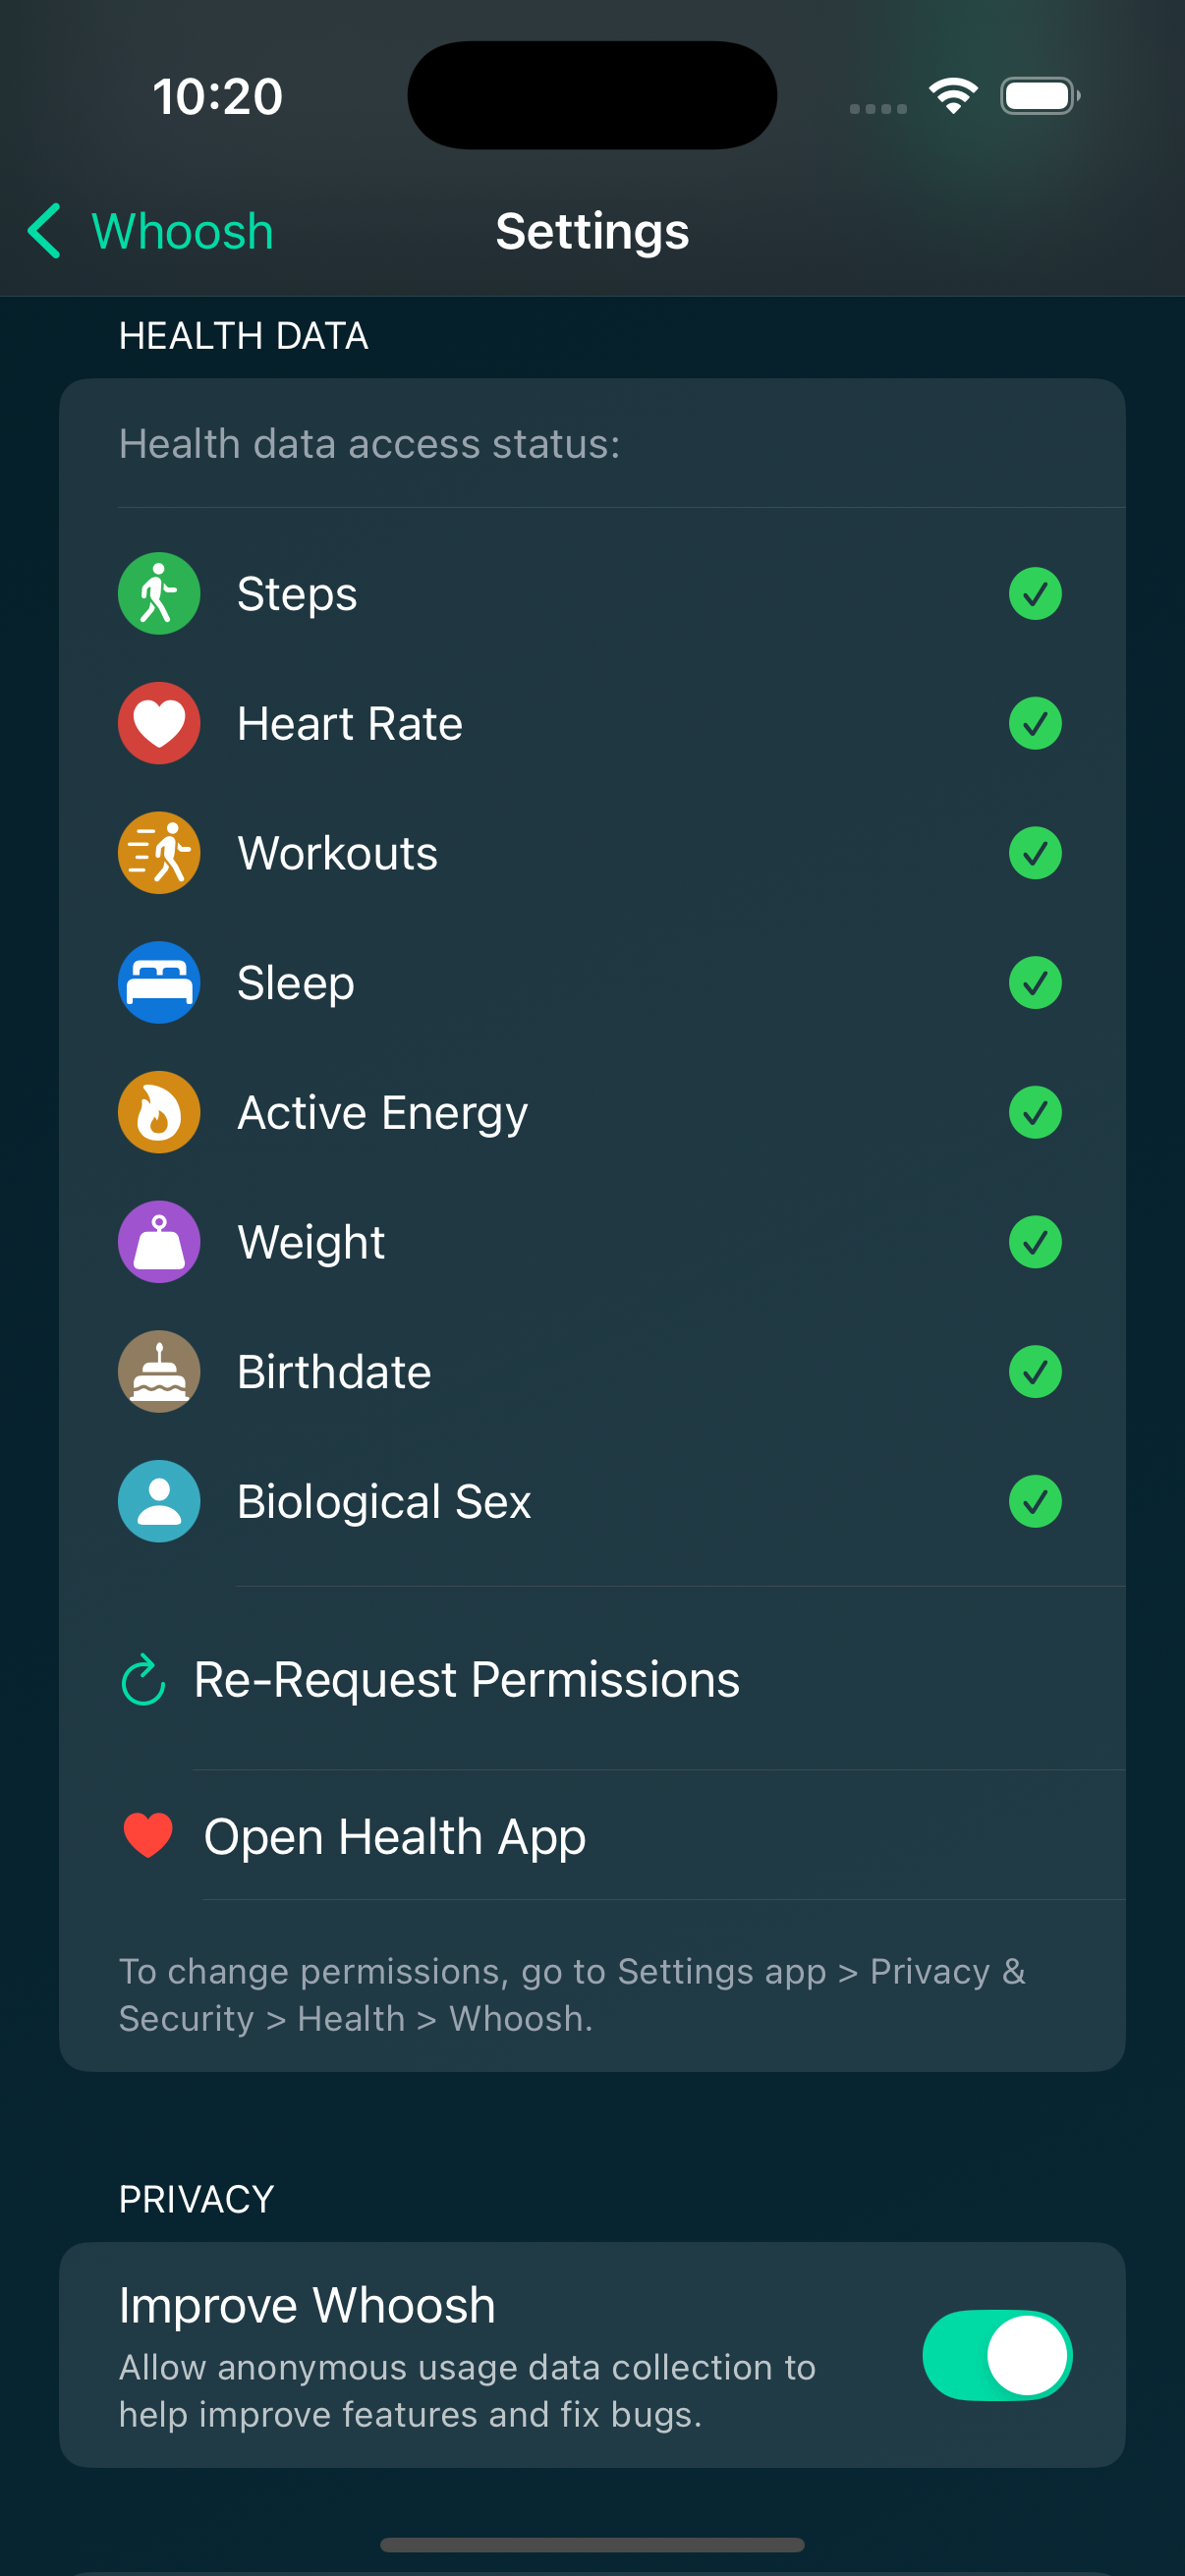 10:20
Whoosh
Settings
HEALTH DATA
Health data access status:
Steps
Heart Rate
Workouts
Sleep
Active Energy
Weight
Birthdate
Biological Sex
Re-Request Permissions
Open Health App
To change permissions, go to Settings app > Privacy &
Security > Health > Whoosh.
PRIVACY
Improve Whoosh
Allow anonymous usage data collection to
help improve features and fix bugs.